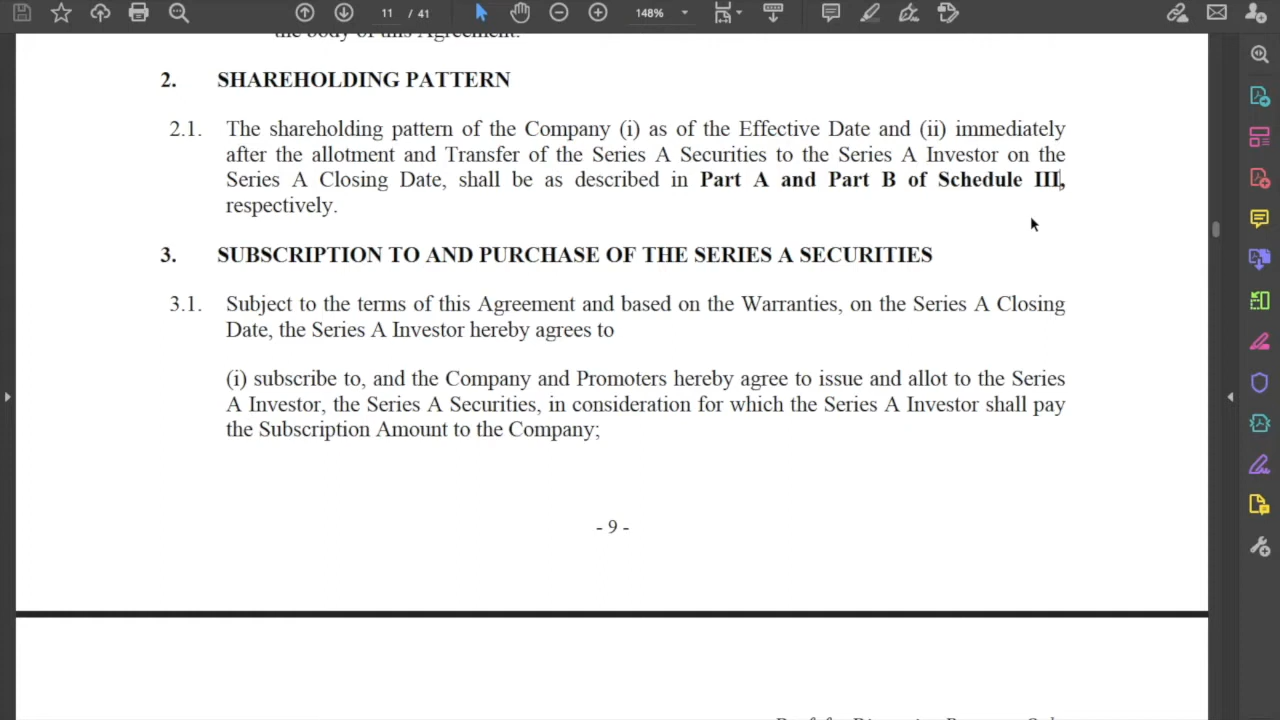 11 / 41
148%
the body of this Agreement.
2. SHAREHOLDING PATTERN
2.1. The shareholding pattern of the Company (i) as of the Effective Date and (ii) immediately
after the allotment and Transfer of the Series A Securities to the Series A Investor on the
Series A Closing Date, shall be as described in Part A and Part B of Schedule III,
respectively.
3. SUBSCRIPTION TO AND PURCHASE OF THE SERIES A SECURITIES
3.1. Subject to the terms of this Agreement and based on the Warranties, on the Series A Closing
Date, the Series A Investor hereby agrees to
(i) subscribe to, and the Company and Promoters hereby agree to issue and allot to the Series
A Investor, the Series A Securities, in consideration for which the Series A Investor shall pay
the Subscription Amount to the Company;
- 9 -